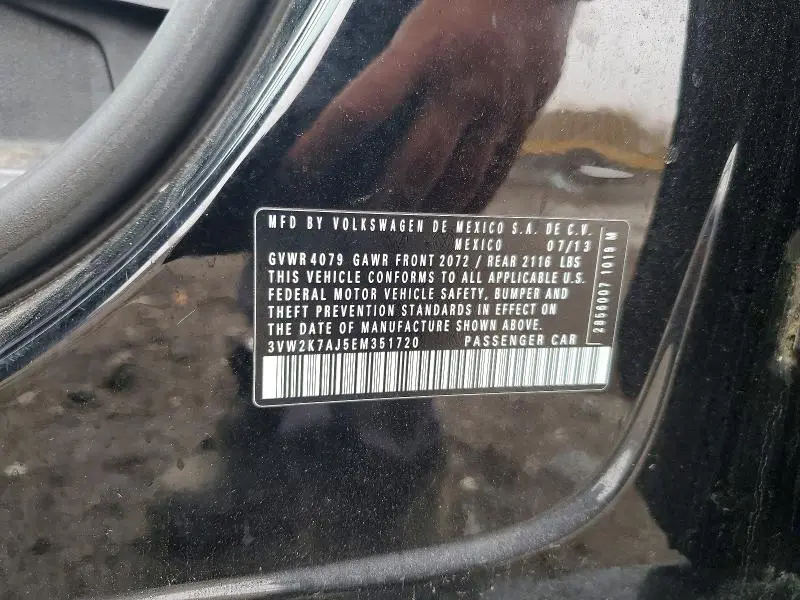 MFD BY VOLKSWAGEN DE MEXICO S.A. DE C.V.
MEXICO 07/13
GVWR 4079 GAWR FRONT 2072 / REAR 2116 LBS
THIS VEHICLE CONFORMS TO ALL APPLICABLE U.S.
FEDERAL MOTOR VEHICLE SAFETY, BUMPER AND
THEFT PREVENTION STANDARDS IN EFFECT ON
THE DATE OF MANUFACTURE SHOWN ABOVE.
3VW2K7AJ5EM351720 PASSENGER CAR
2858007 1019 M